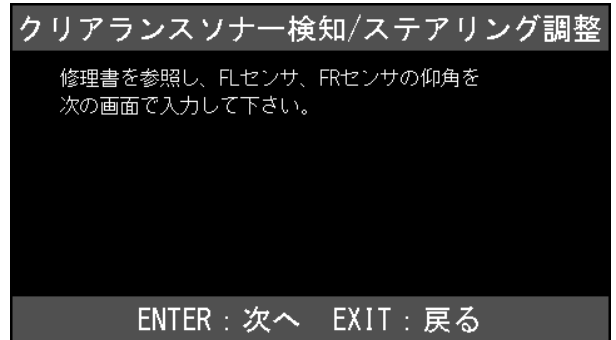 クリアランスソナー検知/ステアリング調整
修理書を参照し、FLセンサ、FRセンサの仰角を
次の画面で入力して下さい。
ENTER：次へ　EXIT：戻る